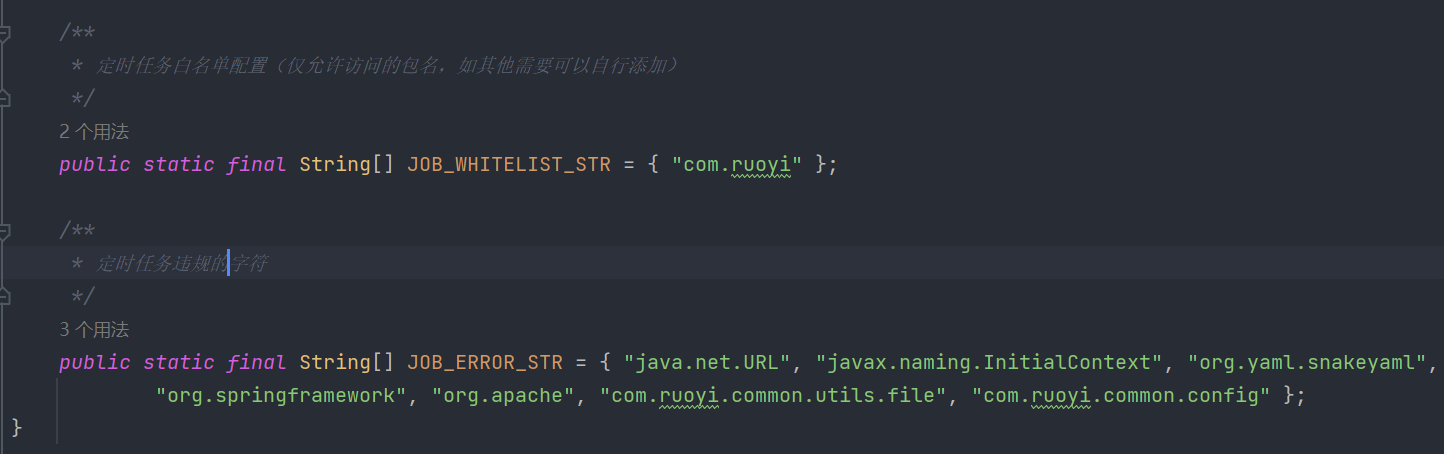 /**
* 定时任务白名单配置（仅允许访问的包名，如其他需要可以自行添加）
*/
2 个用法
public static final String[] JOB_WHITELIST_STR = { "com.ruoyi" };
/**
* 定时任务违规的字符
*/
3 个用法
public static final String[] JOB_ERROR_STR = { "java.net.URL", "javax.naming.InitialContext", "org.yaml.snakeyaml",
"org.springframework", "org.apache", "com.ruoyi.common.utils.file", "com.ruoyi.common.config" };
}